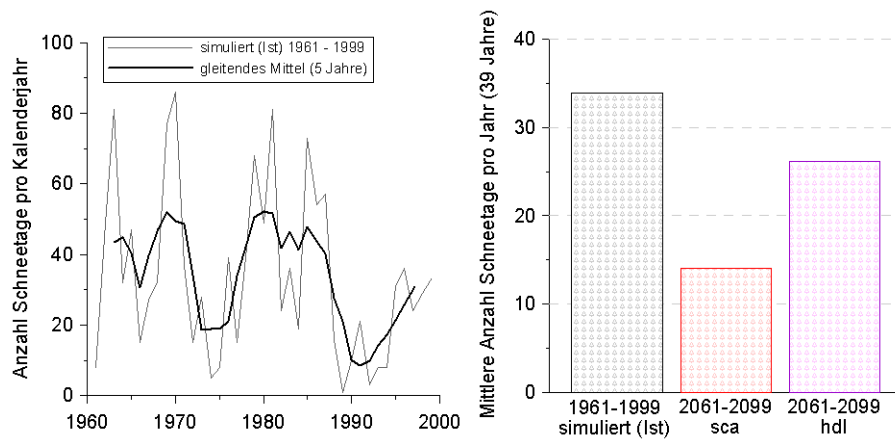 Anzahl Schneetage pro Kalenderjahr
100
80
60
40
20
0
simuliert (Ist) 1961 - 1999
gleitendes Mittel (5 Jahre)
1960
1970
1980
1990
2000
Mittlere Anzahl Schneetage pro Jahr (39 Jahre)
40
30
20
10
0
1961-1999
simuliert (Ist)
2061-2099
sca
2061-2099
hdl